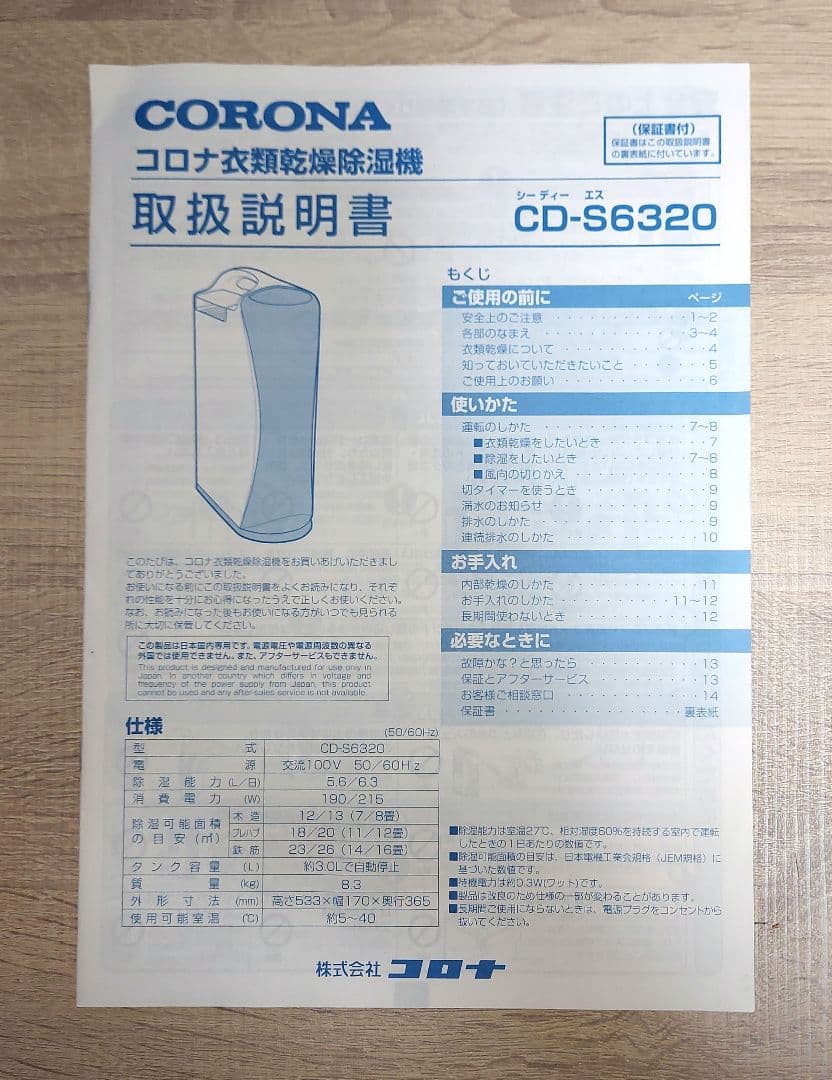 CORONA
コロナ衣類乾燥除湿機
取扱説明書
(保証書付)
保証書はこの取扱説明書
の裏表紙に付いています。
シーディー エス
CD-S6320
もくじ
ご使用の前に ページ
安全上のご注意 ・・・・・・・・・・・・・1~2
各部のなまえ ・・・・・・・・・・・・・・3~4
衣類乾燥について ・・・・・・・・・・・・・4
知っておいていただきたいこと ・・・・・・・5
ご使用上のお願い ・・・・・・・・・・・・・6
使いかた
運転のしかた ・・・・・・・・・・・・・・7~8
■衣類乾燥をしたいとき ・・・・・・・・・7
■除湿をしたいとき ・・・・・・・・・・7~8
■風向の切りかえ ・・・・・・・・・・・・8
切タイマーを使うとき ・・・・・・・・・・・9
満水のお知らせ ・・・・・・・・・・・・・・9
排水のしかた ・・・・・・・・・・・・・・・9
連続排水のしかた ・・・・・・・・・・・・10
お手入れ
内部乾燥のしかた ・・・・・・・・・・・・11
お手入れのしかた ・・・・・・・・・・11~12
長期間使わないとき ・・・・・・・・・・・12
必要なときに
故障かな?と思ったら ・・・・・・・・・・13
保証とアフターサービス ・・・・・・・・・13
お客様ご相談窓口 ・・・・・・・・・・・・14
保証書 ・・・・・・・・・・・・・・・裏表紙
このたびは、コロナ衣類乾燥除湿機をお買いあげいただきまし
てありがとうございました。
お使いになる前にこの取扱説明書をよくお読みになり、それぞ
れの性能を十分にお心得になったうえで正しくお使いください。
なお、お読みになった後もお使いになる方がいつでも見られる
所に大切に保管してください。
この製品は日本国内専用です。電源電圧や電源周波数の異なる
外国では使用できません。また、アフターサービスもできません。
This product is designed and manufactured for use only in
Japan. In another country which differs in voltage and
frequency of the power supply from Japan, this product
cannot be used and any after-sales service is not available.
仕様 (50/60Hz)
型式 CD-S6320
電源 交流100V 50/60Hz
除湿能力(L/日) 5.6/6.3
消費電力(W) 190/215
除湿可能面積の目安(㎡) 木造 12/13(7/8畳)
プレハブ 18/20(11/12畳)
鉄筋 23/26(14/16畳)
タンク容量(L) 約3.0Lで自動停止
質量(kg) 8.3
外形寸法(mm) 高さ533×幅170×奥行365
使用可能室温(℃) 約5~40
■除湿能力は室温27℃、相対湿度60%を持続する室内で運転
したときの1日あたりの数値です。
■除湿可能面積の目安は、日本電機工業会規格(JEM規格)に
基づいた数値です。
■待機電力は約0.3W(ワット)です。
■製品は改良のため仕様の一部が変わることがあります。
■長期間ご使用にならないときは、電源プラグをコンセントから
抜いてください。
株式会社 コロナ